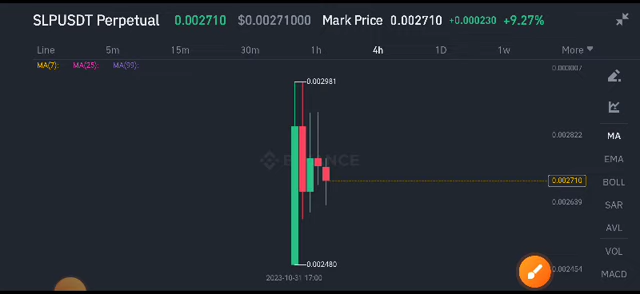 SLPUSDT Perpetual 0.002710 $0.00271000 Mark Price 0.002710 +0.000230 +9.27%
Line 5m 15m 30m 1h 4h 1D 1w More
MA(7): MA(25): MA(99):
0.003007
0.002981
MA
0.002822
EMA
BINANCE
0.002710
BOLL
0.002639
SAR
AVL
VOL
0.002480
0.002454
MACD
2023-10-31 17:00